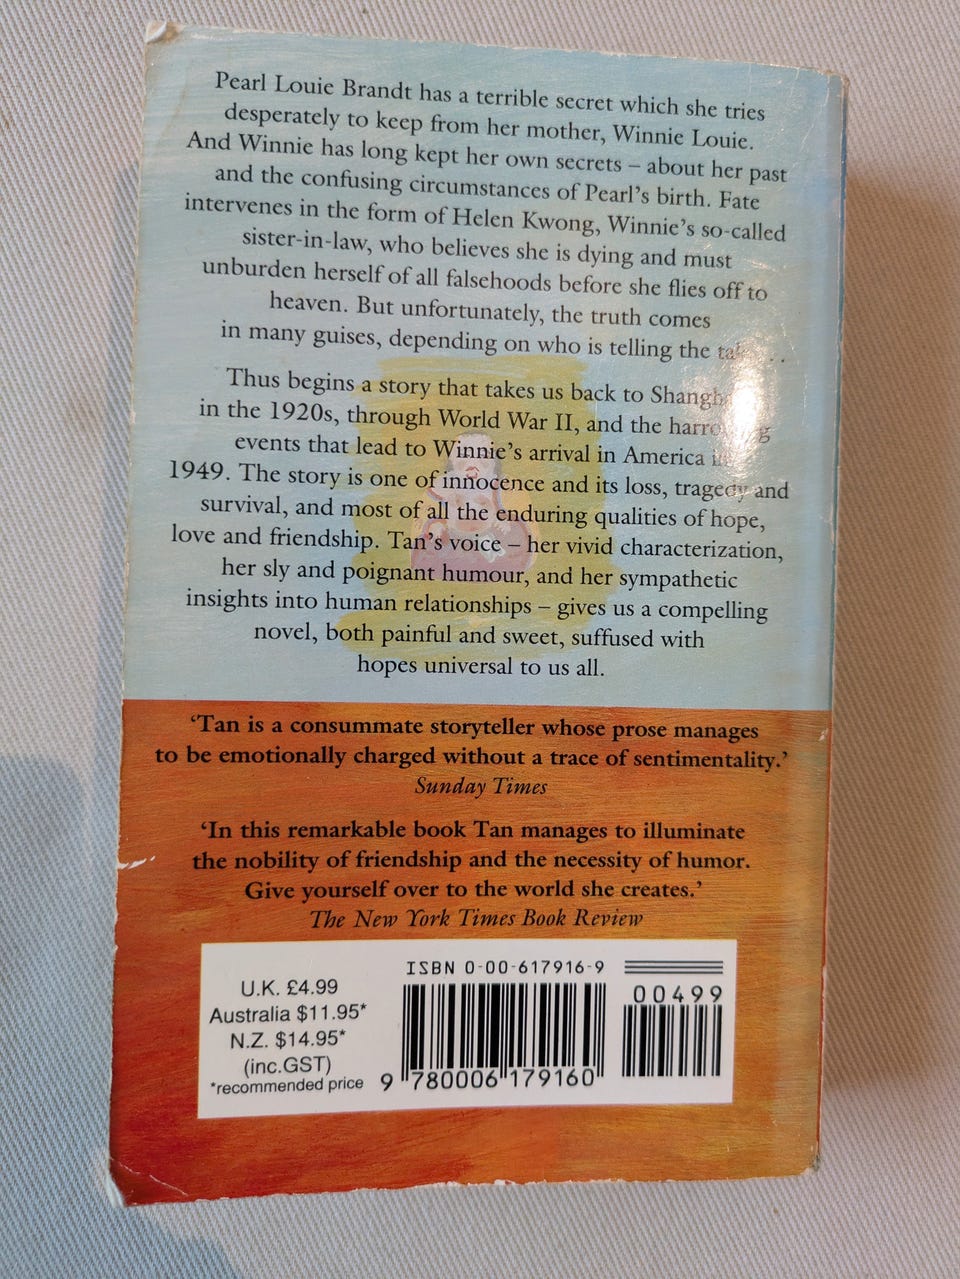 Pearl Louie Brandt has a terrible secret which she tries
desperately to keep from her mother, Winnie Louie.
And Winnie has long kept her own secrets – about her past
and the confusing circumstances of Pearl's birth. Fate
intervenes in the form of Helen Kwong, Winnie's so-called
sister-in-law, who believes she is dying and must
unburden herself of all falsehoods before she flies off to
heaven. But unfortunately, the truth comes
in many guises, depending on who is telling the
Thus begins a story that takes us back to
in the 1920s, through World War II, and the
events that lead to Winnie's arrival in America
1949. The story is one of innocence and its loss, tragedy and
survival, and most of all the enduring qualities of hope,
love and friendship. Tan's voice – her vivid characterization,
her sly and poignant humour, and her sympathetic
insights into human relationships – gives us a compelling
novel, both painful and sweet, suffused with
hopes universal to us all.
'Tan is a consummate storyteller whose prose manages
to be emotionally charged without a trace of sentimentality.'
Sunday Times
'In this remarkable book Tan manages to illuminate
the nobility of friendship and the necessity of humor.
Give yourself over to the world she creates.'
The New York Times Book Review
U.K. £4.99
Australia $11.95*
N.Z. $14.95*
(inc.GST)
*recommended price
ISBN 0-00-617916-9
9 780006 179160
00499